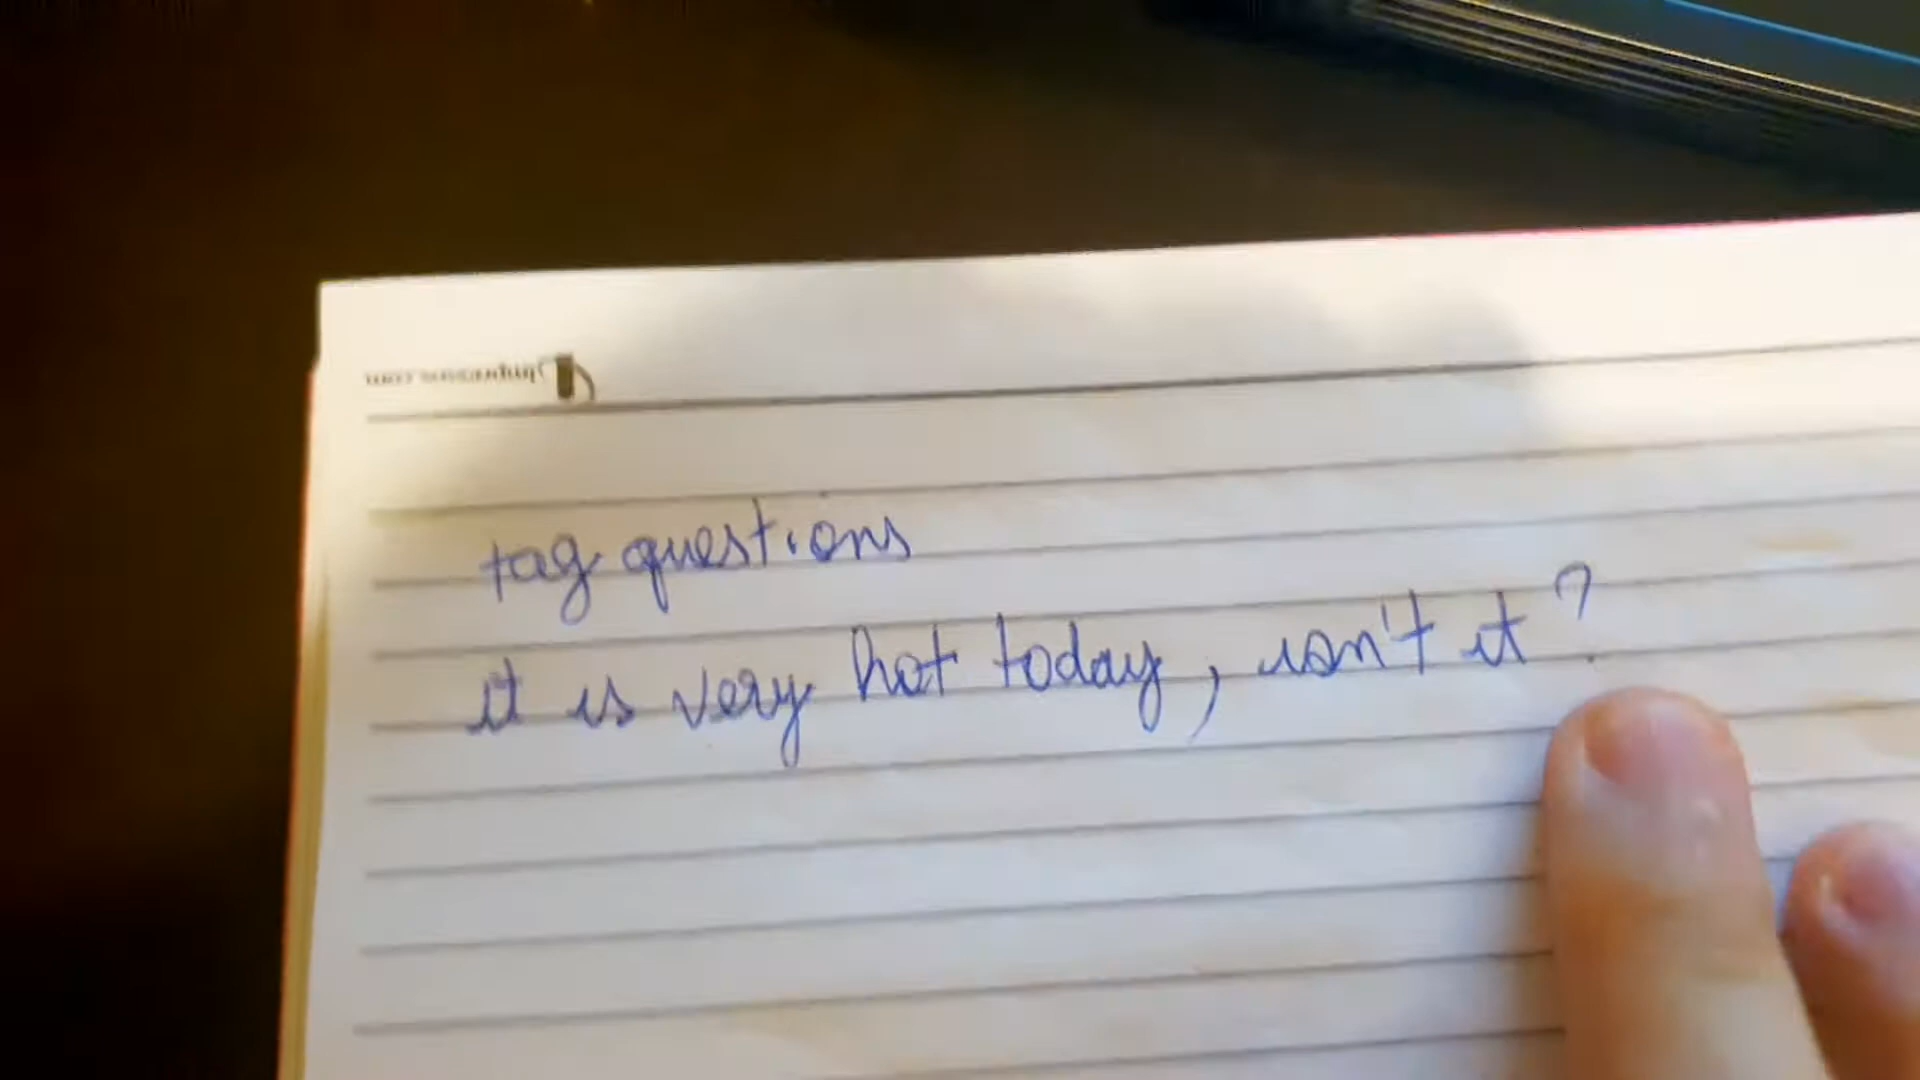 tag questions
it is very hot today, isn't it?